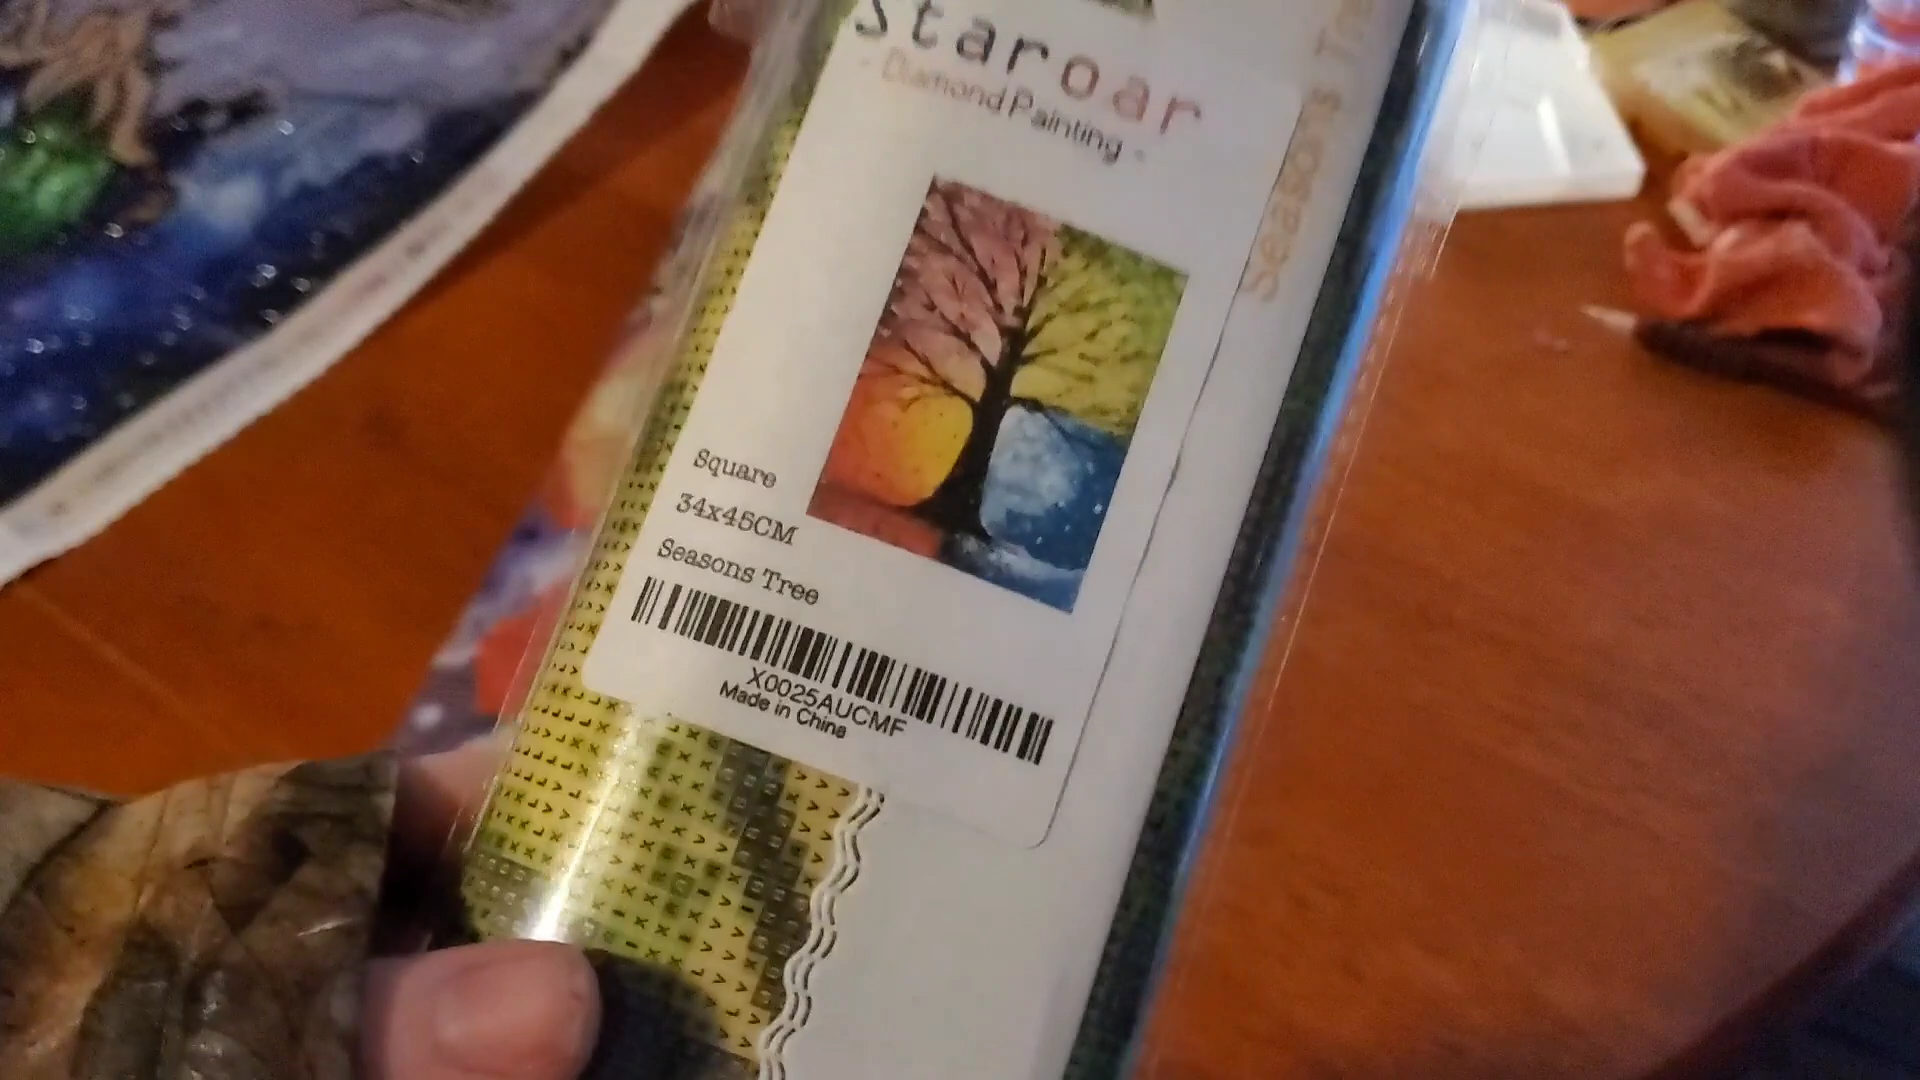 Staroar
- Diamond Painting -
Seasons Tree
Square
34x45CM
Seasons Tree
X0025AUCMF
Made in China